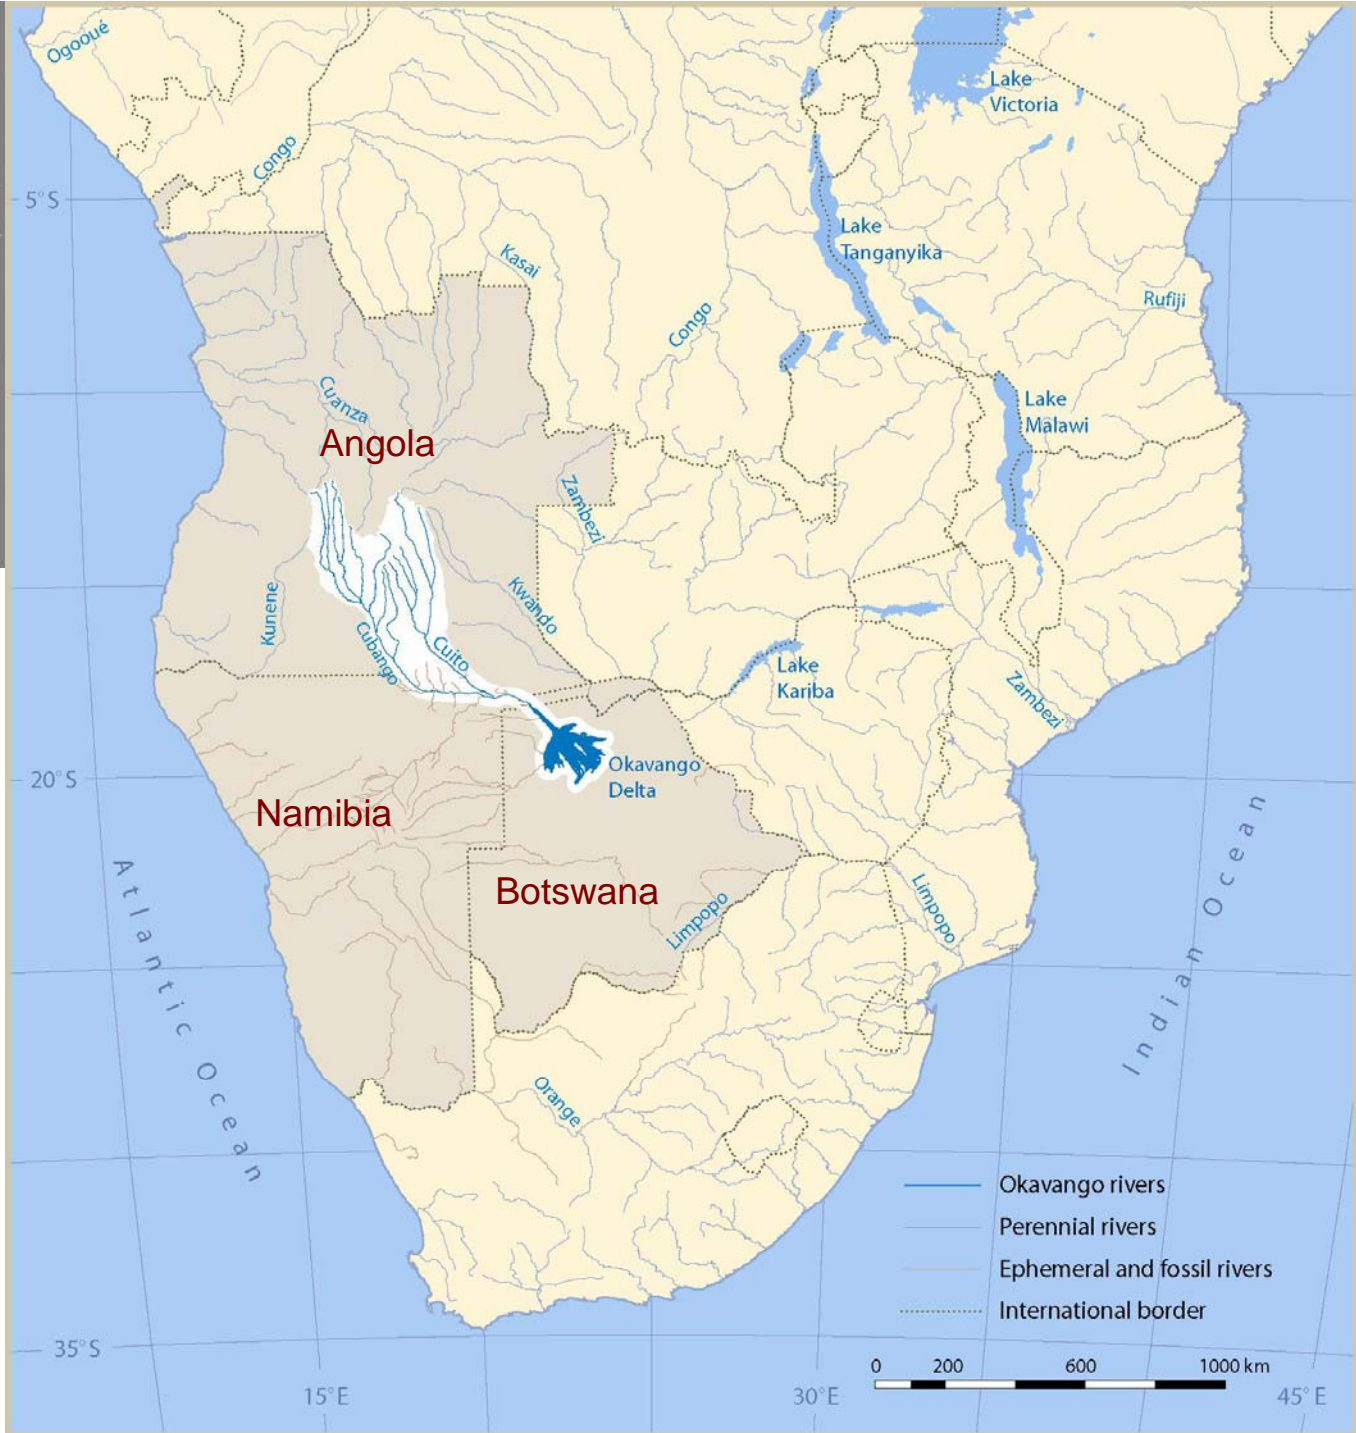 Ogooué
Lake
Victoria
Congo
5°S
Lake
Tanganyika
Kasai
Rufiji
Congo
Cuanza
Lake
Malawi
Angola
Zambezi
Kunene
Kwando
Cubango
Cuito
Lake
Kariba
Zambezi
20°S
Okavango
Delta
Namibia
Botswana
Limpopo
Limpopo
Atlantic Ocean
Indian Ocean
Orange
Okavango rivers
Perennial rivers
Ephemeral and fossil rivers
International border
35°S
0 200 600 1000 km
15°E 30°E 45°E